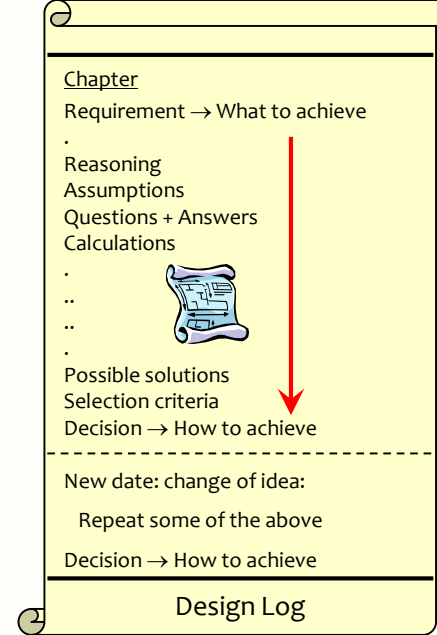 Chapter
Requirement → What to achieve
.
Reasoning
Assumptions
Questions + Answers
Calculations
.
..
..
.
Possible solutions
Selection criteria
Decision → How to achieve
New date: change of idea:
Repeat some of the above
Decision → How to achieve
Design Log